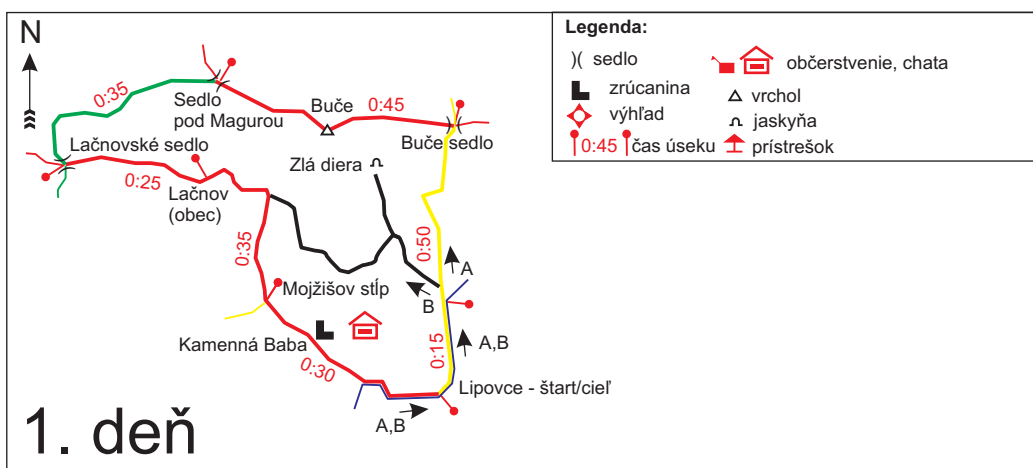 N
0:35
Sedlo
pod Magurou
Buče
0:45
Buče sedlo
Lačnovské sedlo
0:25
Lačnov
(obec)
Zlá diera
0:35
0:50
A
B
Mojžišov stĺp
Kamenná Baba
0:30
0:15
A,B
Lipovce - štart/cieľ
A,B
1. deň
Legenda:
)( sedlo
zrúcanina
výhľad
0:45 čas úseku
občerstvenie, chata
vrchol
jaskyňa
prístrešok